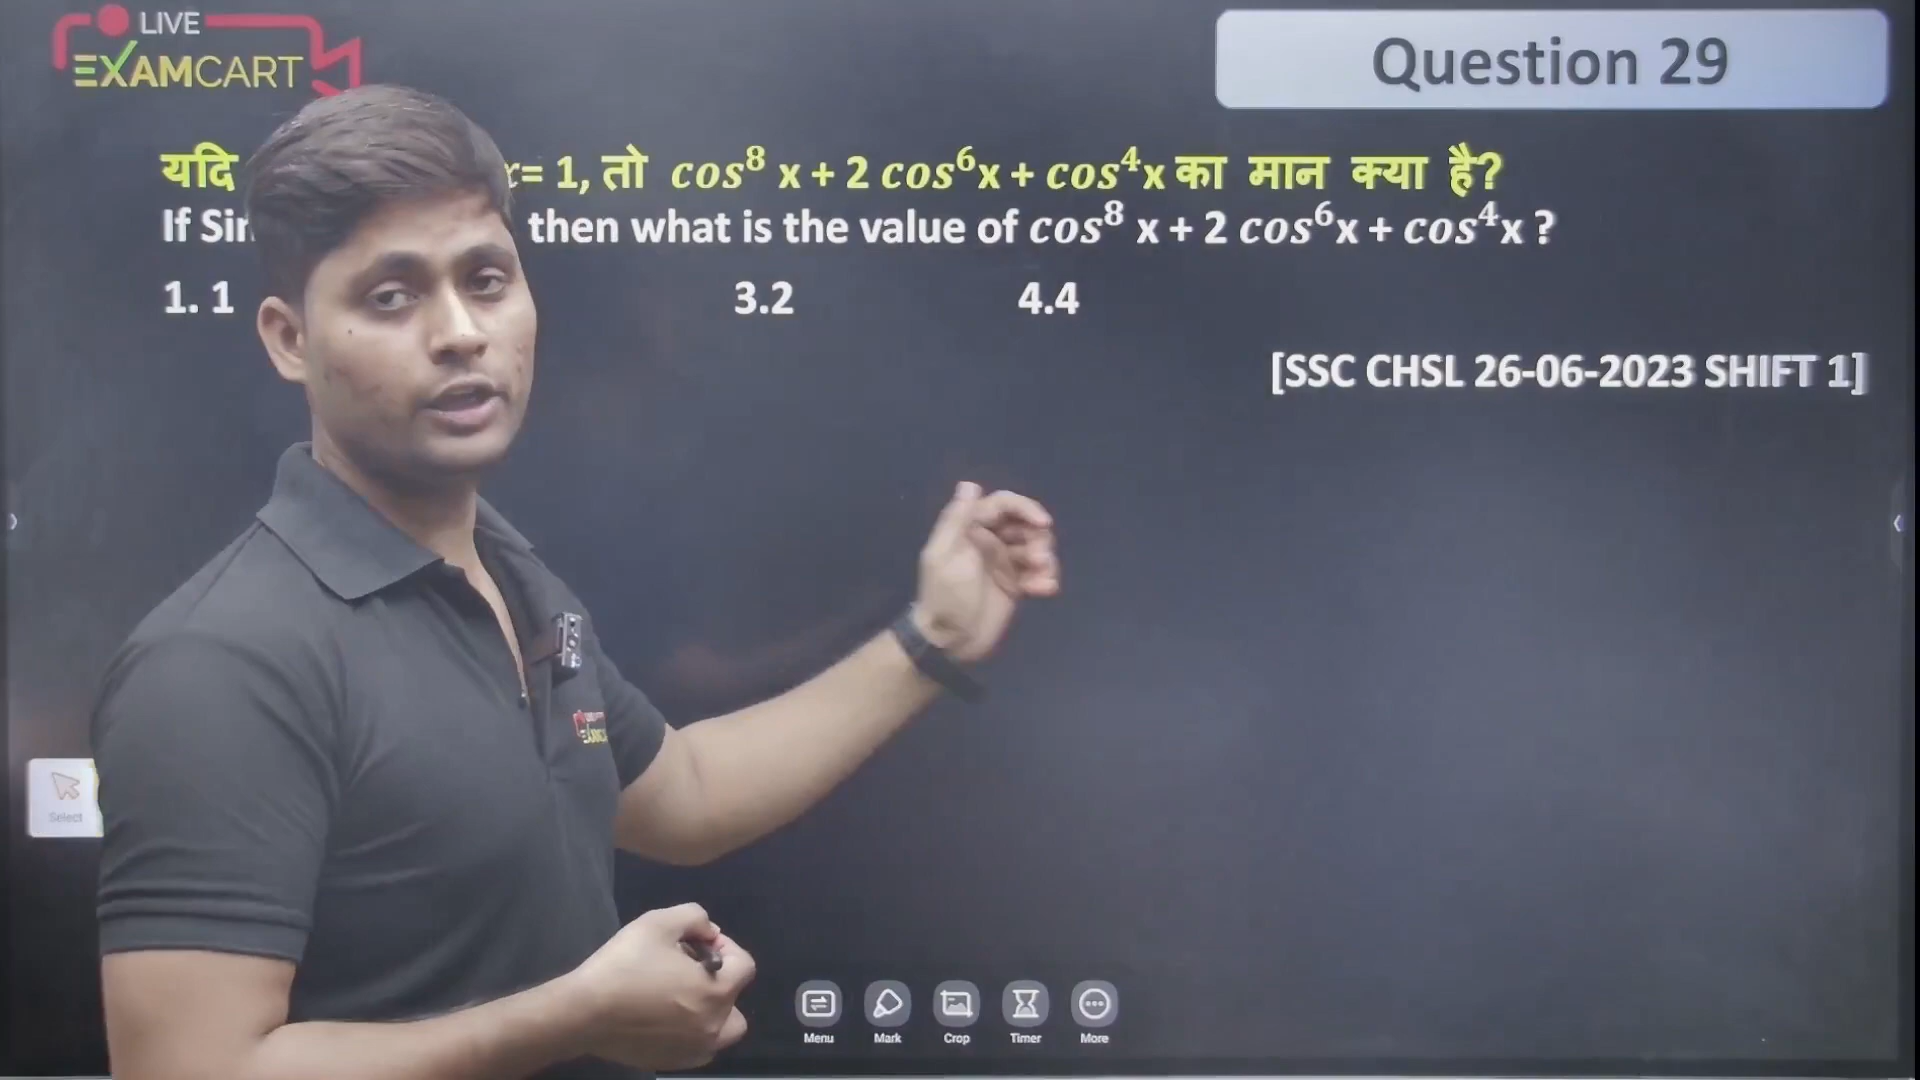 LIVE
EXAMCART
Question 29
यदि = 1, तो cos⁸ x + 2 cos⁶x + cos⁴x का मान क्या है?
If then what is the value of cos⁸ x + 2 cos⁶x + cos⁴x ?
1. 1 3.2 4.4
[SSC CHSL 26-06-2023 SHIFT 1]
Select
Menu Mark Crop Timer More